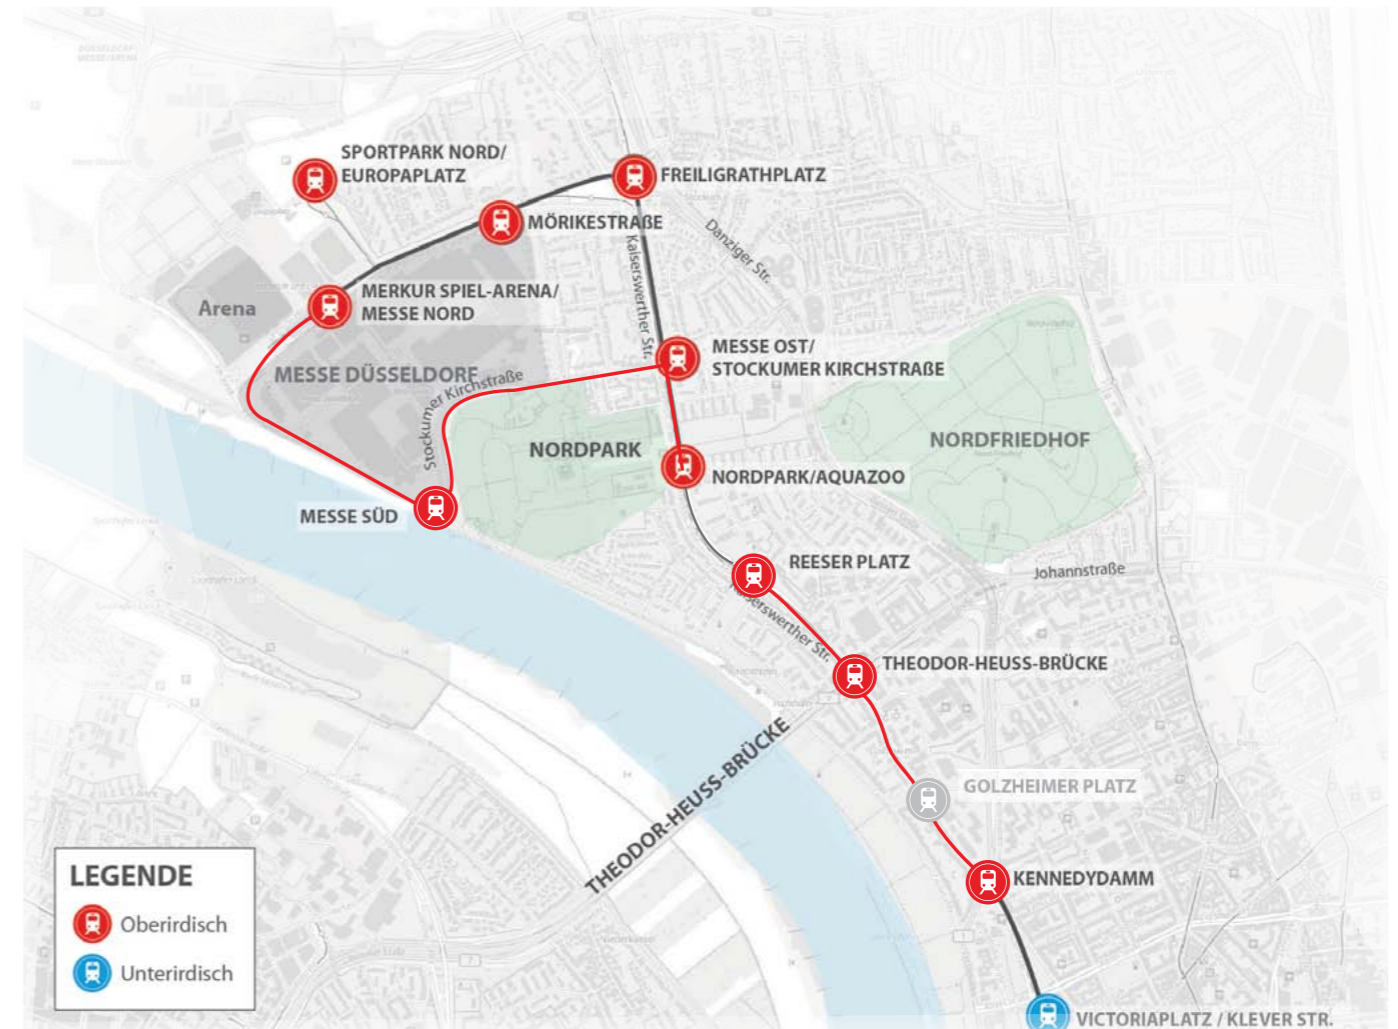 SPORTPARK NORD/
EUROPAPLATZ
FREILIGRATHPLATZ
MÖRIKESTRAßE
Danziger Str.
Kaiserswerther Str.
MERKUR SPIEL-ARENA/
MESSE NORD
Arena
MESSE OST/
STOCKUMER KIRCHSTRAßE
MESSE DÜSSELDORF
Stockumer Kirchstraße
NORDPARK
NORDFRIEDHOF
NORDPARK/AQUAZOO
MESSE SÜD
REESER PLATZ
Johannstraße
Kaiserswerther Str.
THEODOR-HEUSS-BRÜCKE
THEODOR-HEUSS-BRÜCKE
GOLZHEIMER PLATZ
KENNEDYDAMM
LEGENDE
Oberirdisch
Unterirdisch
VICTORIAPLATZ / KLEVER STR.